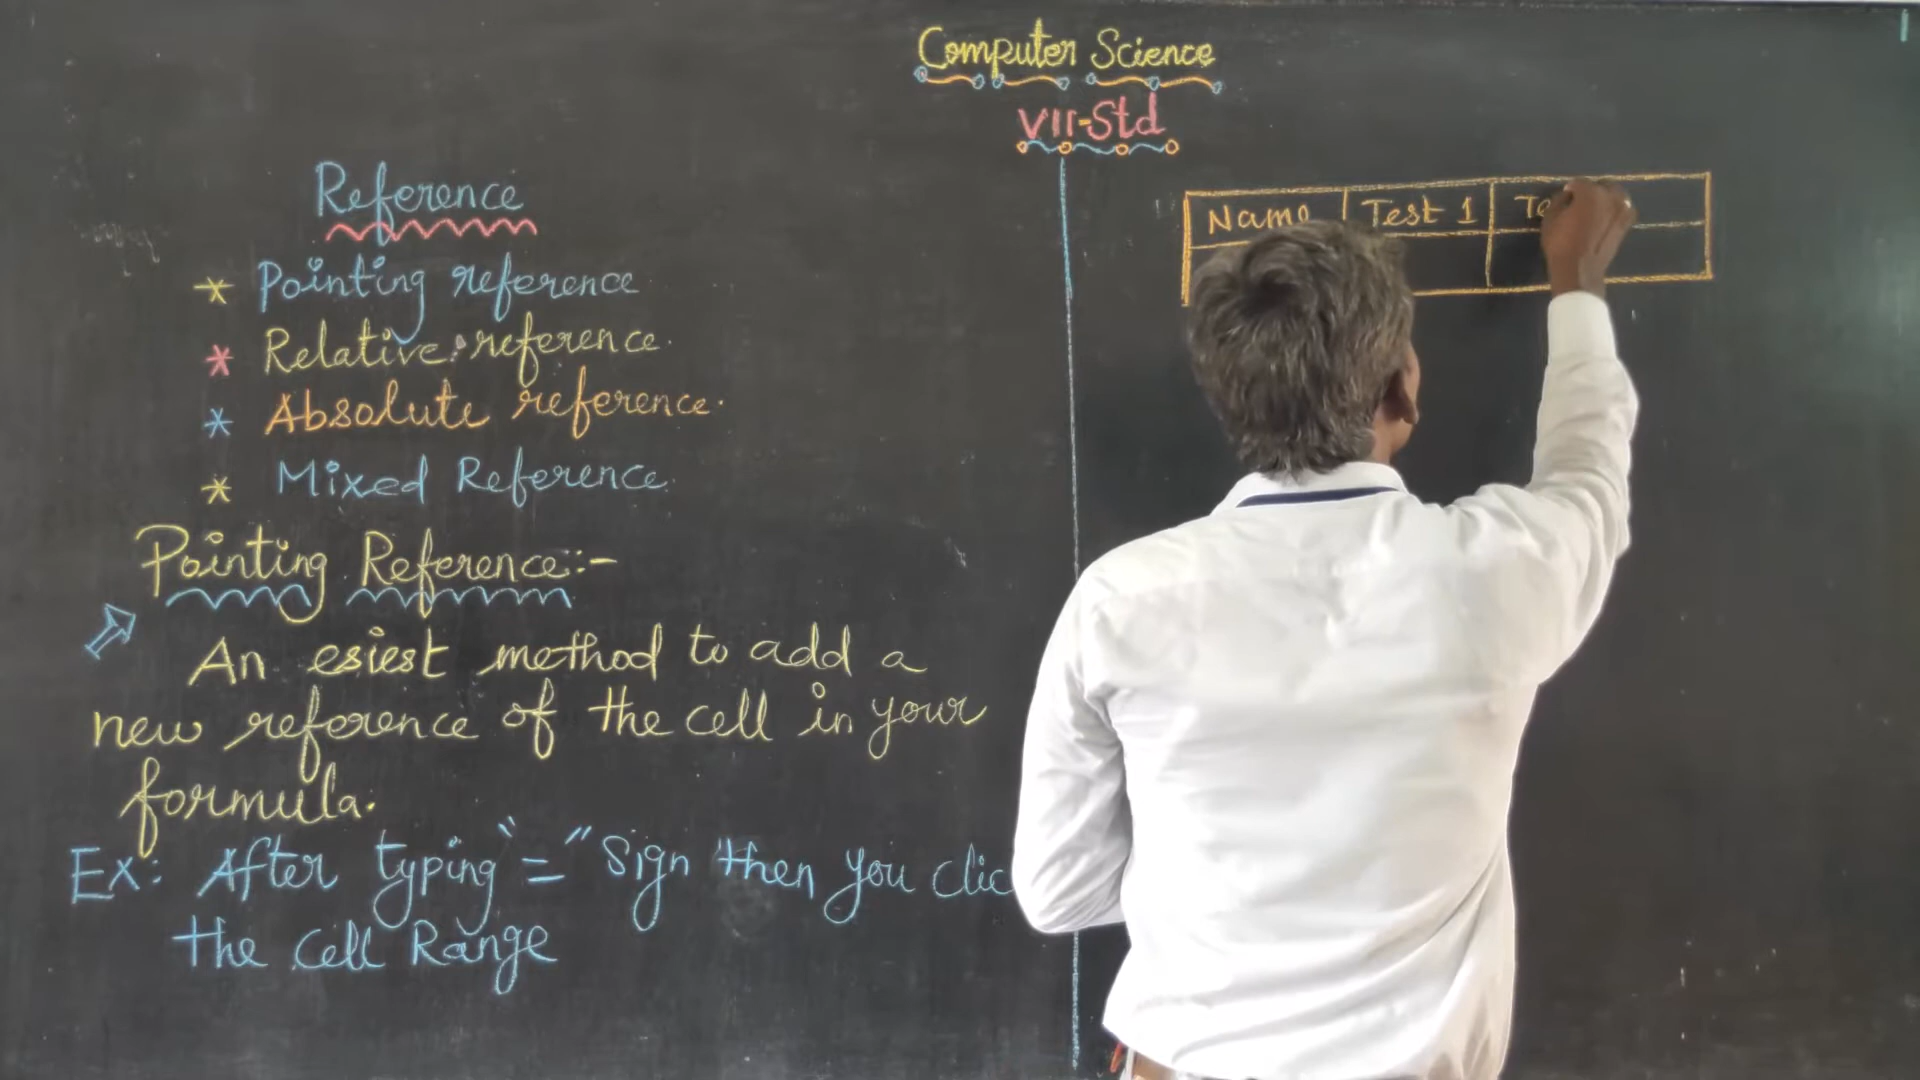 Computer Science
VII-Std
Reference
* Pointing reference
* Relative reference.
* Absolute reference.
* Mixed Reference.
Pointing Reference:-
An esiest method to add a
new reference of the cell in your
formula.
Ex: After typing "=" Sign then you clic
the cell Range
Name Test 1 Te